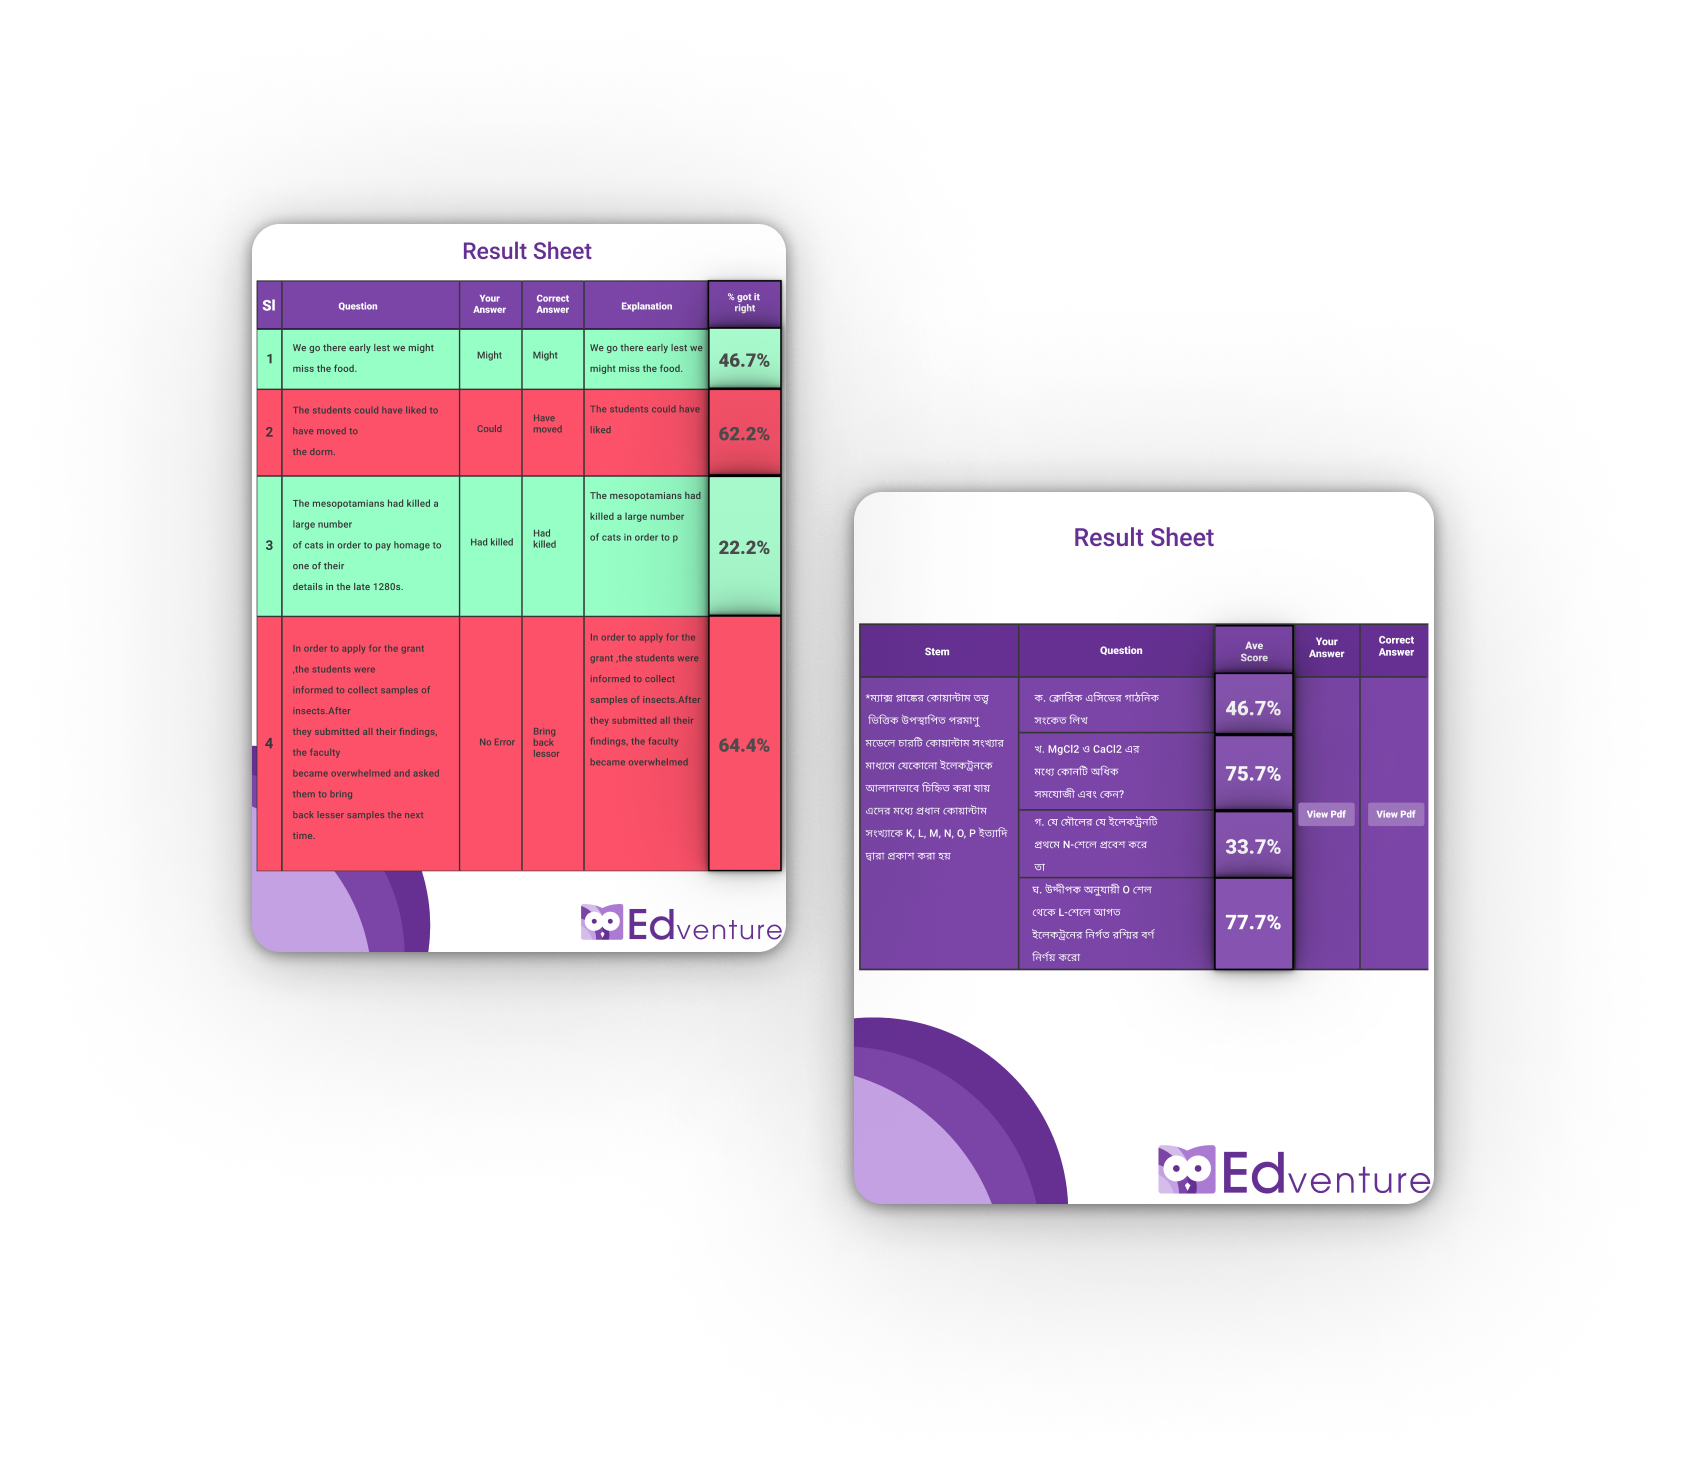 Result Sheet
Sl
Question
Your
Answer
Correct
Answer
Explanation
% got it
right
1
We go there early lest we might
miss the food.
Might
Might
We go there early lest we
might miss the food.
46.7%
2
The students could have liked to
have moved to
the dorm.
Could
Have
moved
The students could have
liked
62.2%
3
The mesopotamians had killed a
large number
of cats in order to pay homage to
one of their
details in the late 1280s.
Had killed
Had
killed
The mesopotamians had
killed a large number
of cats in order to p
22.2%
4
In order to apply for the grant
,the students were
informed to collect samples of
insects.After
they submitted all their findings,
the faculty
became overwhelmed and asked
them to bring
back lesser samples the next
time.
No Error
Bring
back
lessor
In order to apply for the
grant ,the students were
informed to collect
samples of insects.After
they submitted all their
findings, the faculty
became overwhelmed
64.4%
Edventure
Result Sheet
Stem
Question
Ave
Score
Your
Answer
Correct
Answer
*ম্যাক্স প্লাঙ্কের কোয়ান্টাম তত্ত্ব
ভিত্তিক উপস্থাপিত পরমাণু
মডেলে চারটি কোয়ান্টাম সংখ্যার
মাধ্যমে যেকোনো ইলেকট্রনকে
আলাদাভাবে চিহ্নিত করা যায়
এদের মধ্যে প্রধান কোয়ান্টাম
সংখ্যাকে K, L, M, N, O, P ইত্যাদি
দ্বারা প্রকাশ করা হয়
ক. ক্লোরিক এসিডের গাঠনিক
সংকেত লিখ
46.7%
খ. MgCl2 ও CaCl2 এর
মধ্যে কোনটি অধিক
সমযোজী এবং কেন?
75.7%
গ. যে মৌলের যে ইলেকট্রনটি
প্রথমে N-শেলে প্রবেশ করে
তা
33.7%
ঘ. উদ্দীপক অনুযায়ী O শেল
থেকে L-শেলে আগত
ইলেকট্রনের নির্গত রশ্মির বর্ণ
নির্ণয় করো
77.7%
View Pdf
View Pdf
Edventure